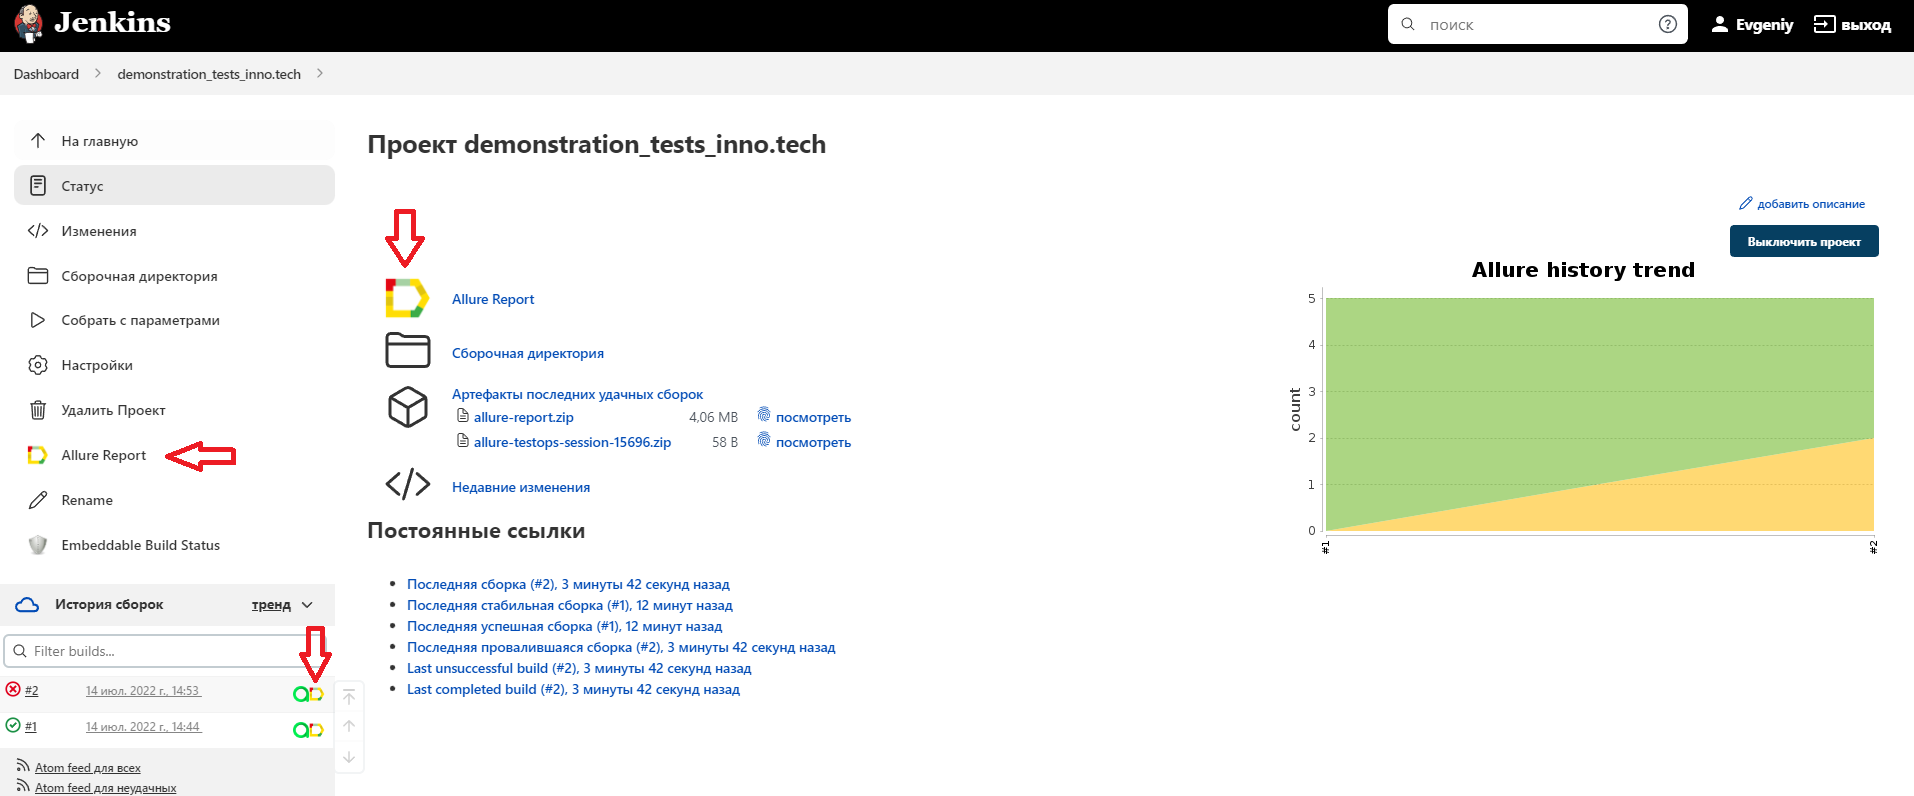 Jenkins
поиск
Evgeniy
выход
Dashboard
demonstration_tests_inno.tech
На главную
Статус
Изменения
Сборочная директория
Собрать с параметрами
Настройки
Удалить Проект
Allure Report
Rename
Embeddable Build Status
История сборок
тренд
Filter builds...
#2
14 июл. 2022 г., 14:53
#1
14 июл. 2022 г., 14:44
Atom feed для всех
Atom feed для неудачных
Проект demonstration_tests_inno.tech
Allure Report
Сборочная директория
Артефакты последних удачных сборок
allure-report.zip 4,06 MB посмотреть
allure-testops-session-15696.zip 58 B посмотреть
Недавние изменения
Постоянные ссылки
Последняя сборка (#2), 3 минуты 42 секунд назад
Последняя стабильная сборка (#1), 12 минут назад
Последняя успешная сборка (#1), 12 минут назад
Последняя провалившаяся сборка (#2), 3 минуты 42 секунд назад
Last unsuccessful build (#2), 3 минуты 42 секунд назад
Last completed build (#2), 3 минуты 42 секунд назад
добавить описание
Выключить проект
Allure history trend
5
4
3
2
1
0
count
#1
#2